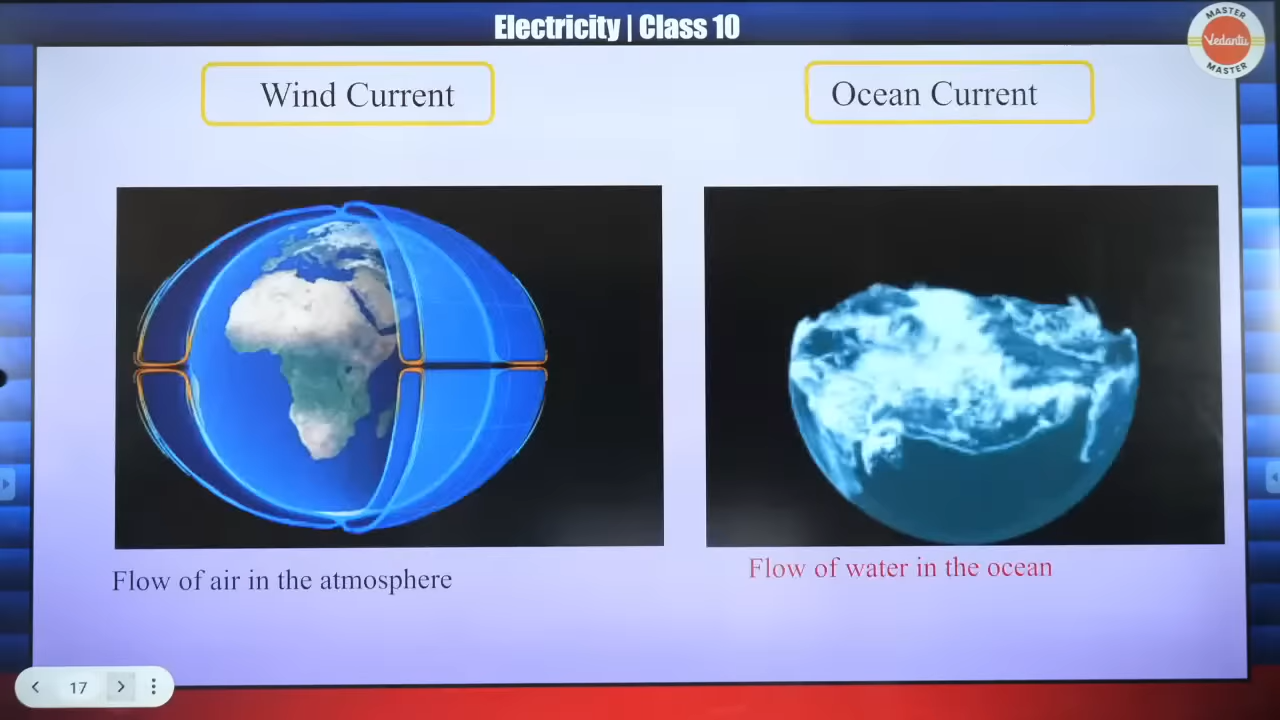 Electricity | Class 10
MASTER
Vedantu
MASTER
Wind Current
Ocean Current
Flow of air in the atmosphere
Flow of water in the ocean
17